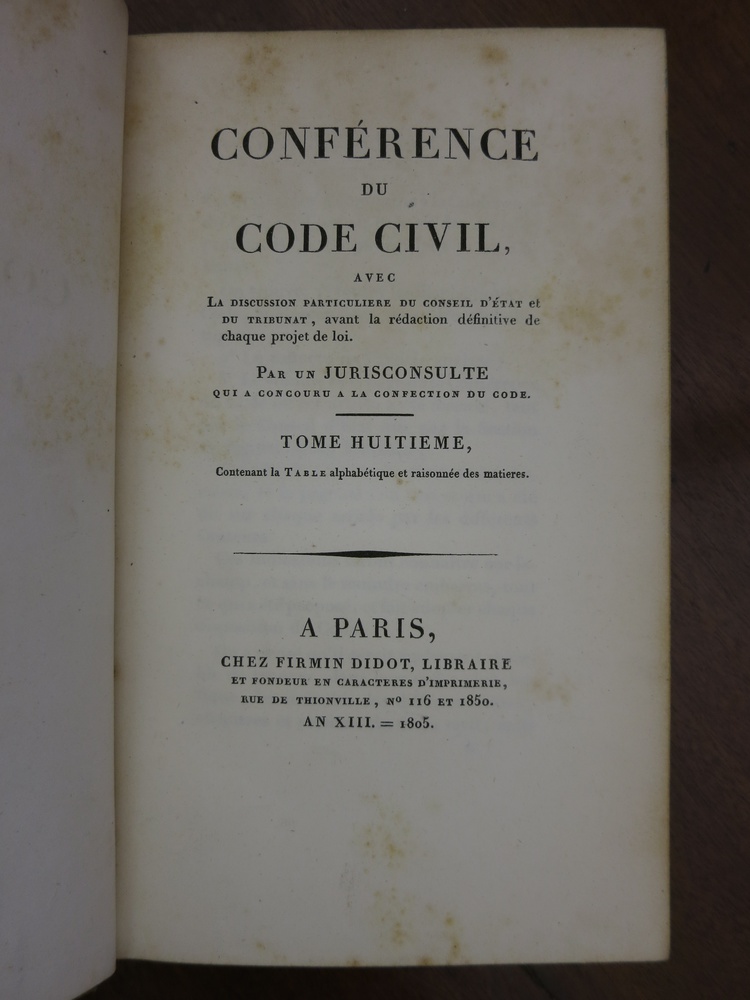 CONFÉRENCE
DU
CODE CIVIL,
AVEC
LA DISCUSSION PARTICULIERE DU CONSEIL D'ÉTAT et
DU TRIBUNAT, avant la rédaction définitive de
chaque projet de loi.
PAR UN JURISCONSULTE
QUI A CONCOURU A LA CONFECTION DU CODE.
TOME HUITIEME,
Contenant la TABLE alphabétique et raisonnée des matieres.
A PARIS,
CHEZ FIRMIN DIDOT, LIBRAIRE
ET FONDEUR EN CARACTERES D'IMPRIMERIE,
RUE DE THIONVILLE, Nº 116 ET 1850.
AN XIII. = 1805.